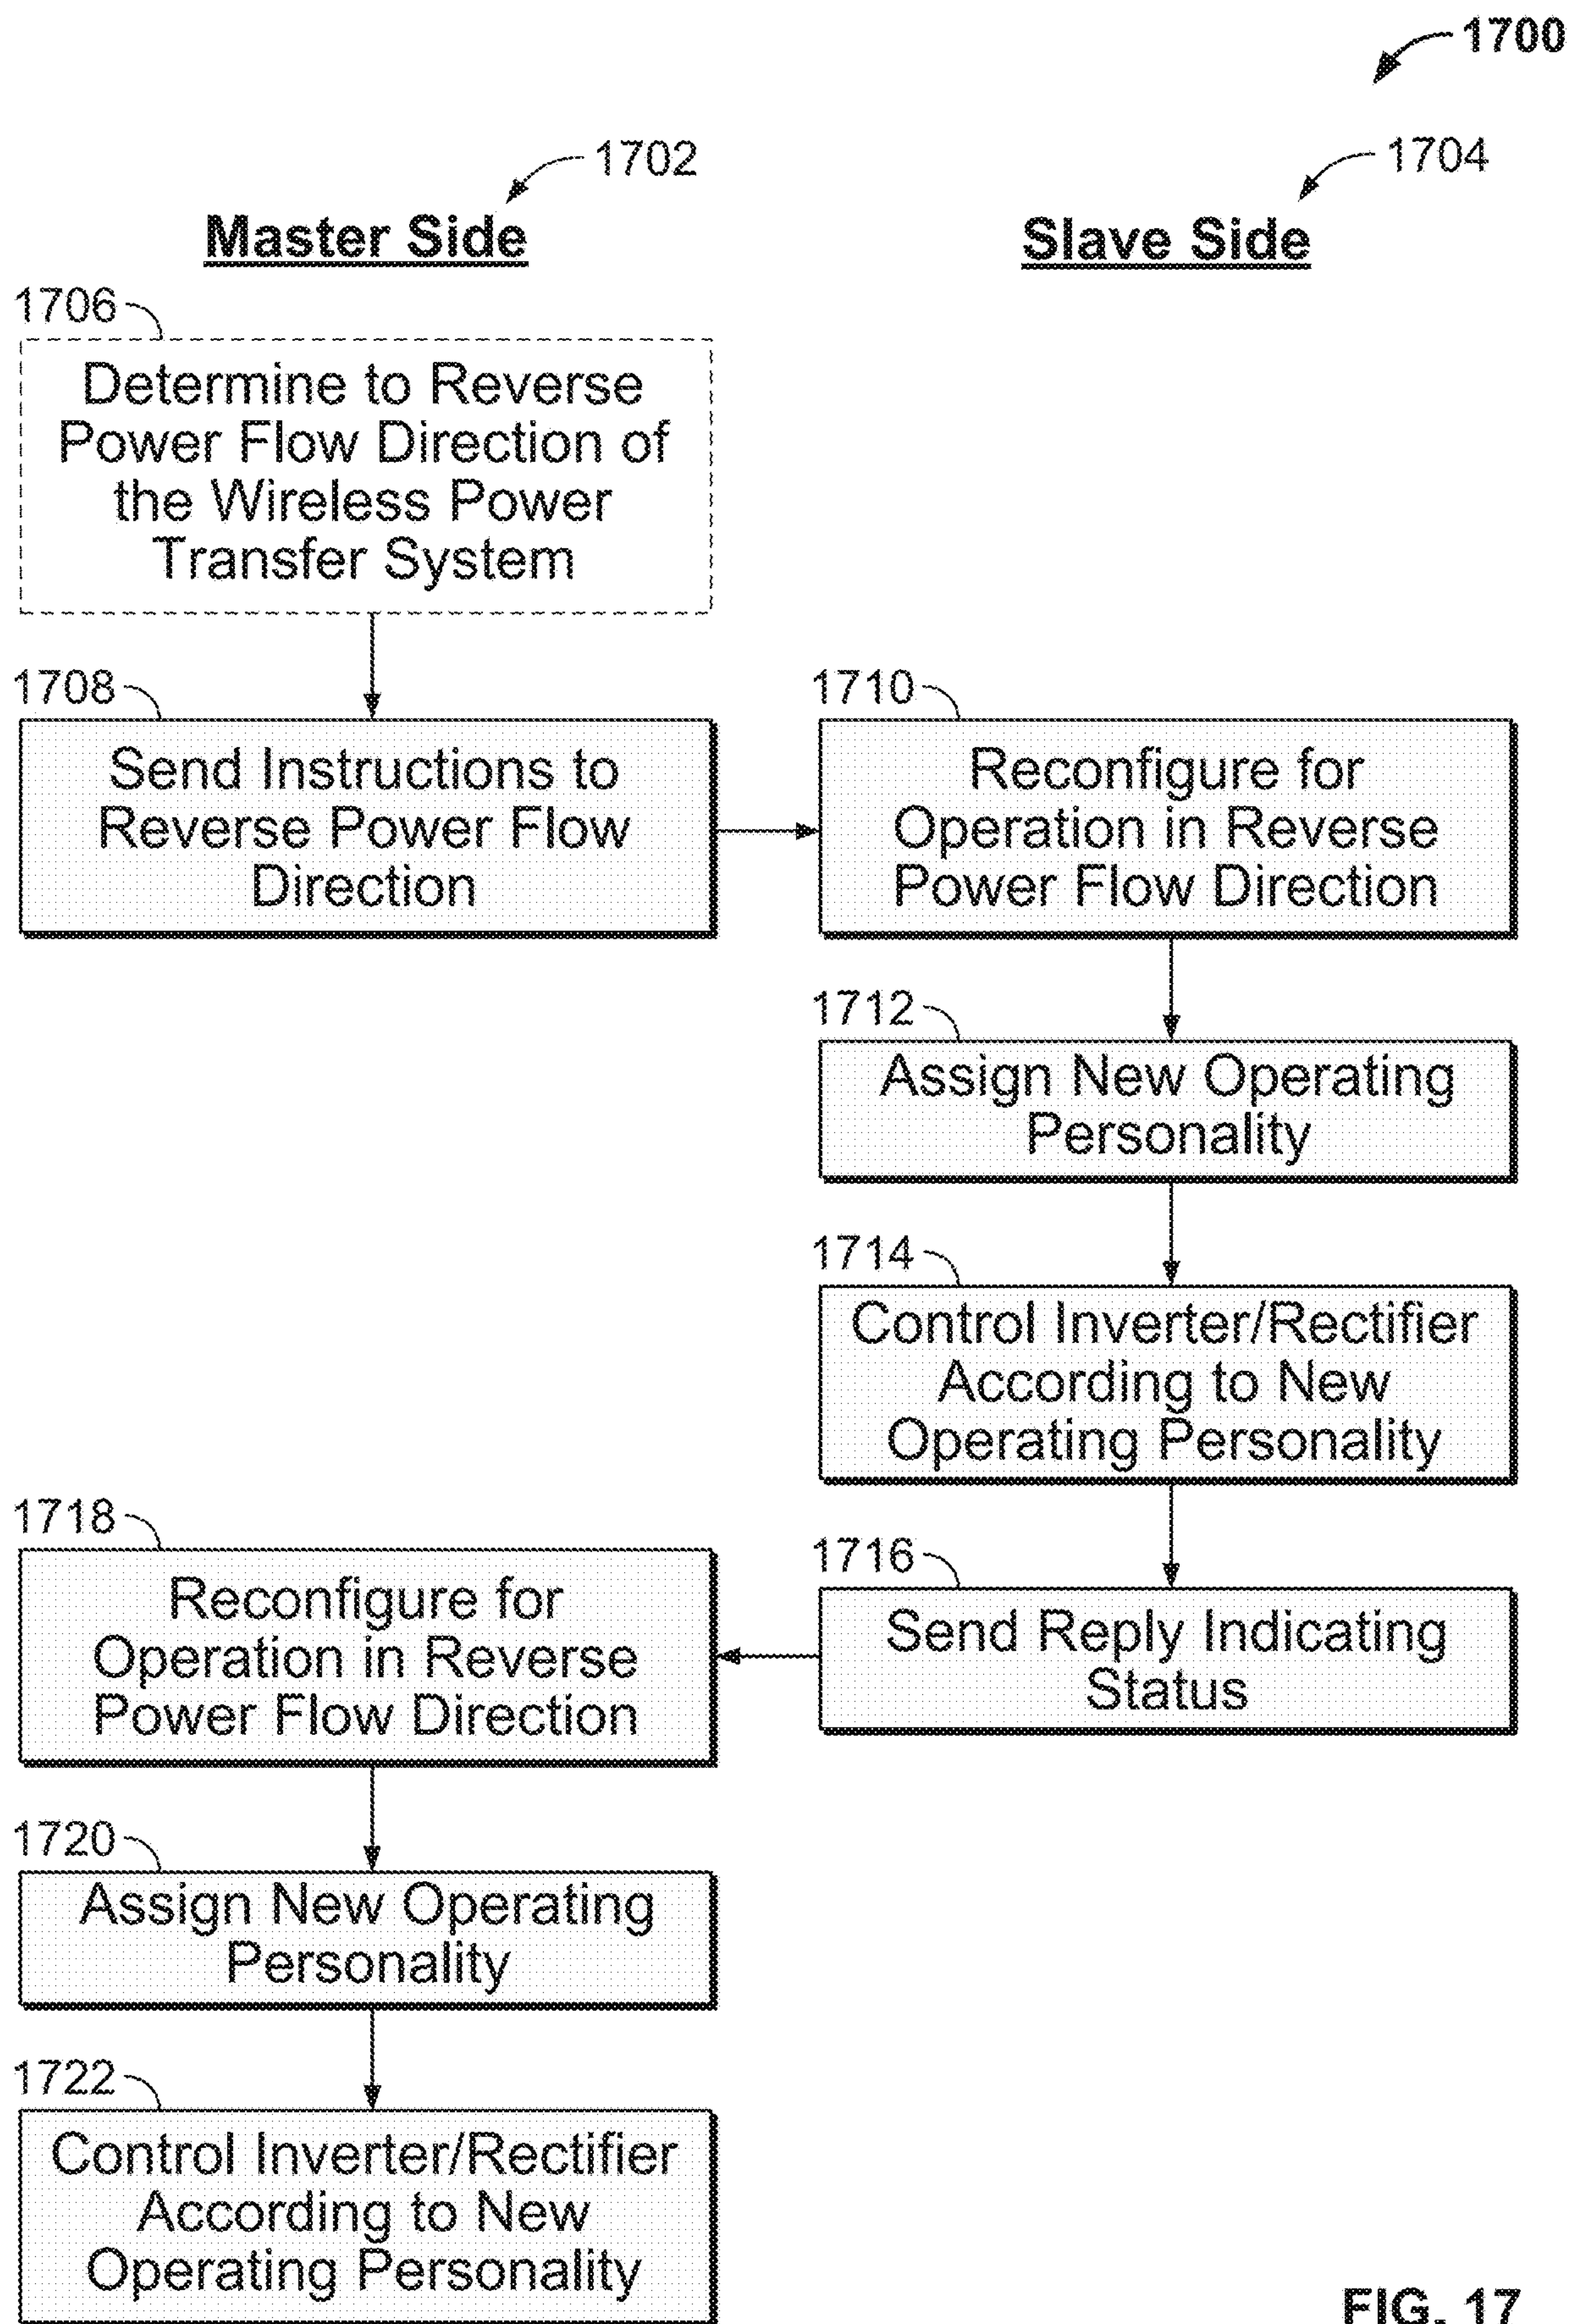 1700
1702
1704
Master Side
Slave Side
1706
Determine to Reverse
Power Flow Direction of
the Wireless Power
Transfer System
1708
Send Instructions to
Reverse Power Flow
Direction
1710
Reconfigure for
Operation in Reverse
Power Flow Direction
1712
Assign New Operating
Personality
1714
Control Inverter/Rectifier
According to New
Operating Personality
1716
Send Reply Indicating
Status
1718
Reconfigure for
Operation in Reverse
Power Flow Direction
1720
Assign New Operating
Personality
1722
Control Inverter/Rectifier
According to New
Operating Personality
FIG. 17